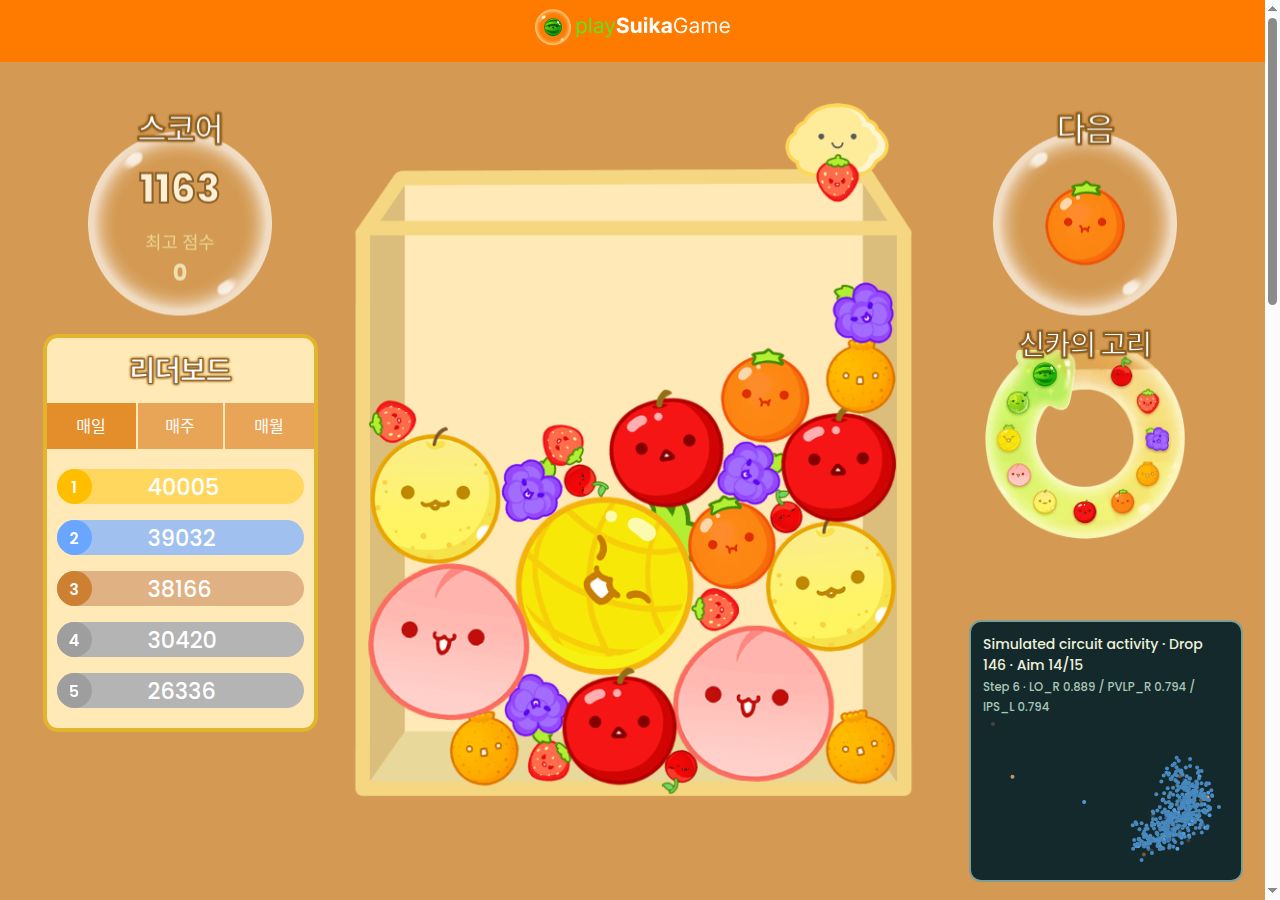 playSuikaGame
스코어
1163
최고 점수
0
리더보드
매일 매주 매월
1 40005
2 39032
3 38166
4 30420
5 26336
다음
신카의 고리
Simulated circuit activity · Drop
146 · Aim 14/15
Step 6 · LO_R 0.889 / PVLP_R 0.794 /
IPS_L 0.794